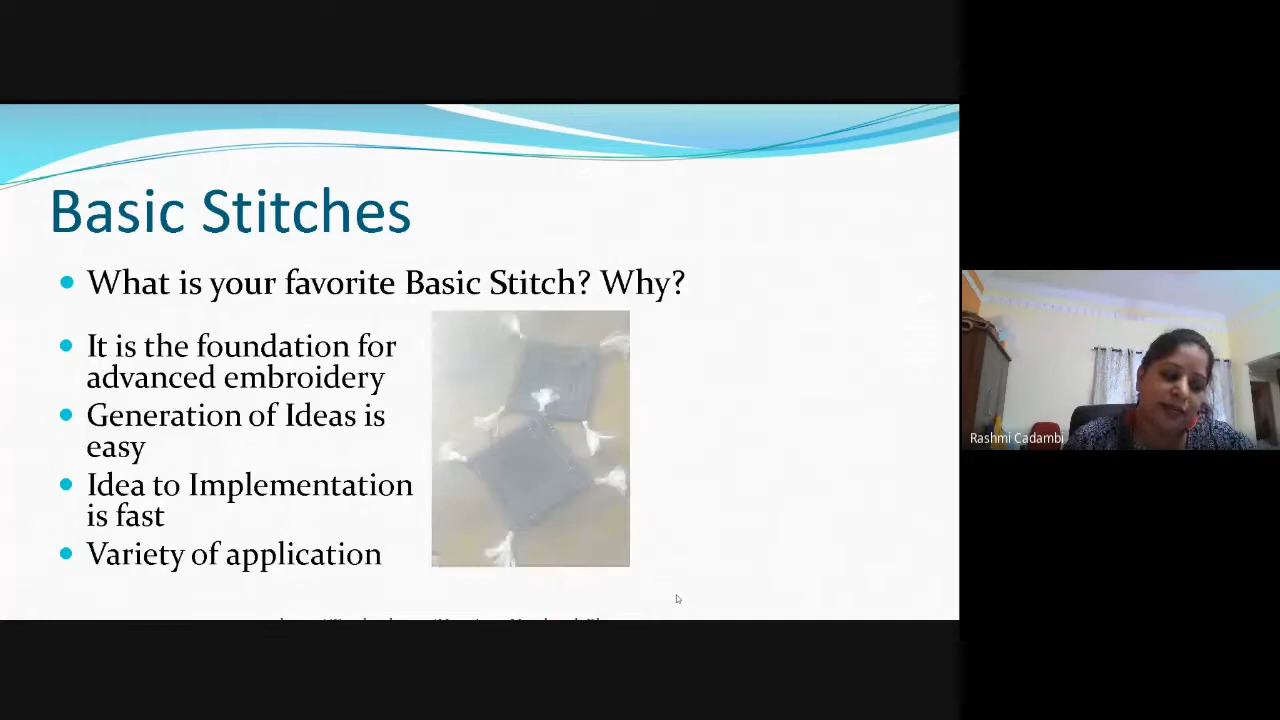 Basic Stitches
What is your favorite Basic Stitch? Why?
It is the foundation for
advanced embroidery
Generation of Ideas is
easy
Idea to Implementation
is fast
Variety of application
Rashmi Cadambi